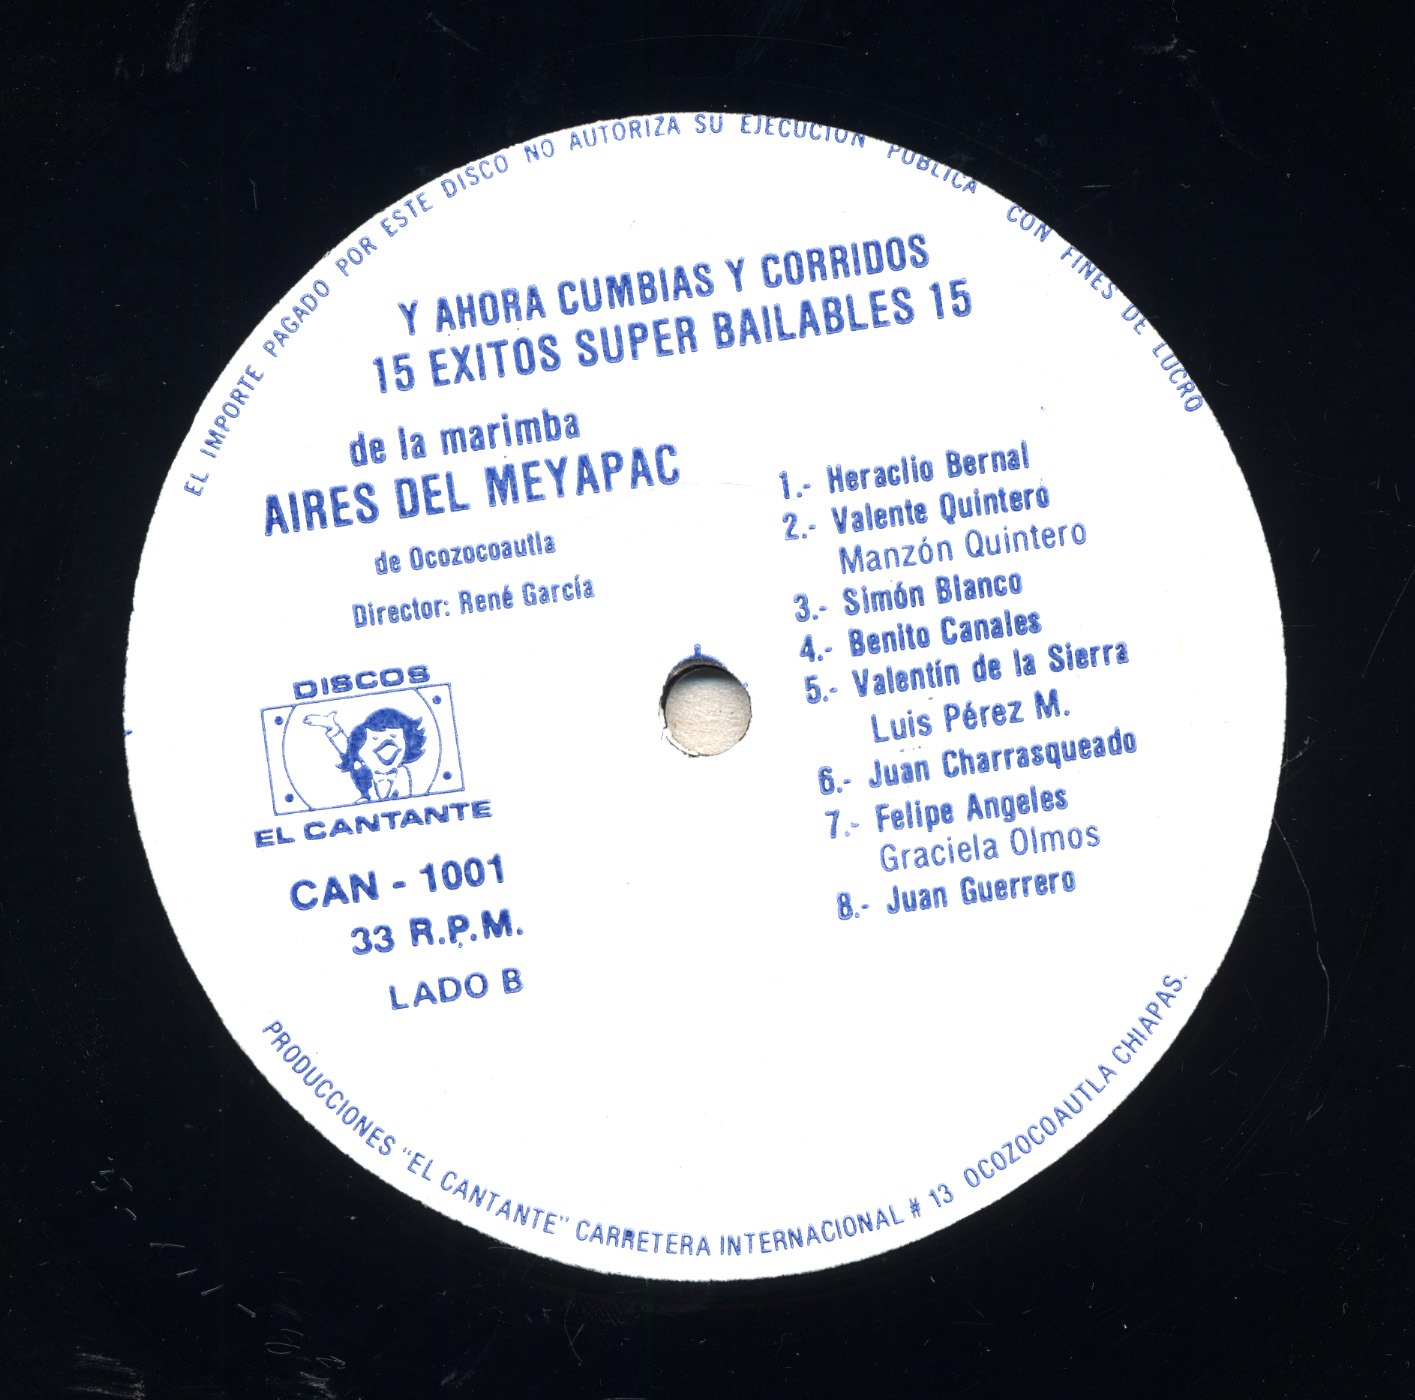 EL IMPORTE PAGADO POR ESTE DISCO NO AUTORIZA SU EJECUCION PUBLICA CON FINES DE LUCRO
Y AHORA CUMBIAS Y CORRIDOS
15 EXITOS SUPER BAILABLES 15
de la marimba
AIRES DEL MEYAPAC
de Ocozocoautla
Director: René García
DISCOS
EL CANTANTE
CAN - 1001
33 R.P.M.
LADO B
1.- Heraclio Bernal
2.- Valente Quintero
Manzón Quintero
3.- Simón Blanco
4.- Benito Canales
5.- Valentín de la Sierra
Luis Pérez M.
6.- Juan Charrasqueado
7.- Felipe Angeles
Graciela Olmos
8.- Juan Guerrero
PRODUCCIONES "EL CANTANTE" CARRETERA INTERNACIONAL # 13 OCOZOCOAUTLA CHIAPAS.